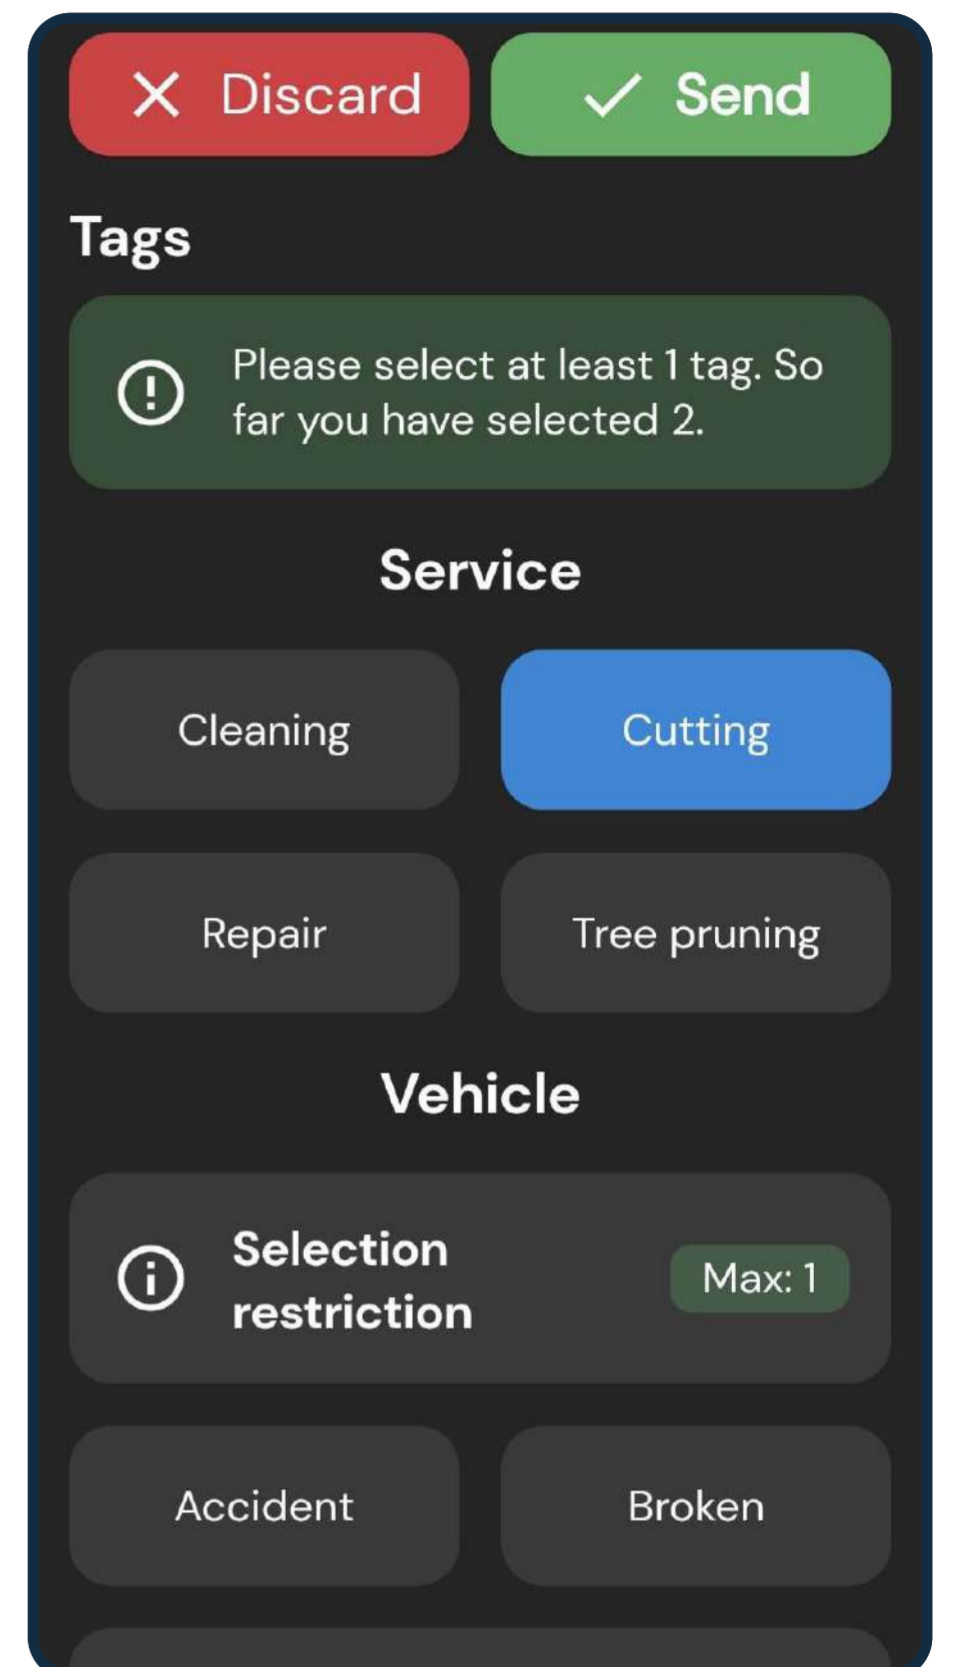 Discard
Send
Tags
Please select at least 1 tag. So
far you have selected 2.
Service
Cleaning
Cutting
Repair
Tree pruning
Vehicle
Selection
restriction
Max: 1
Accident
Broken